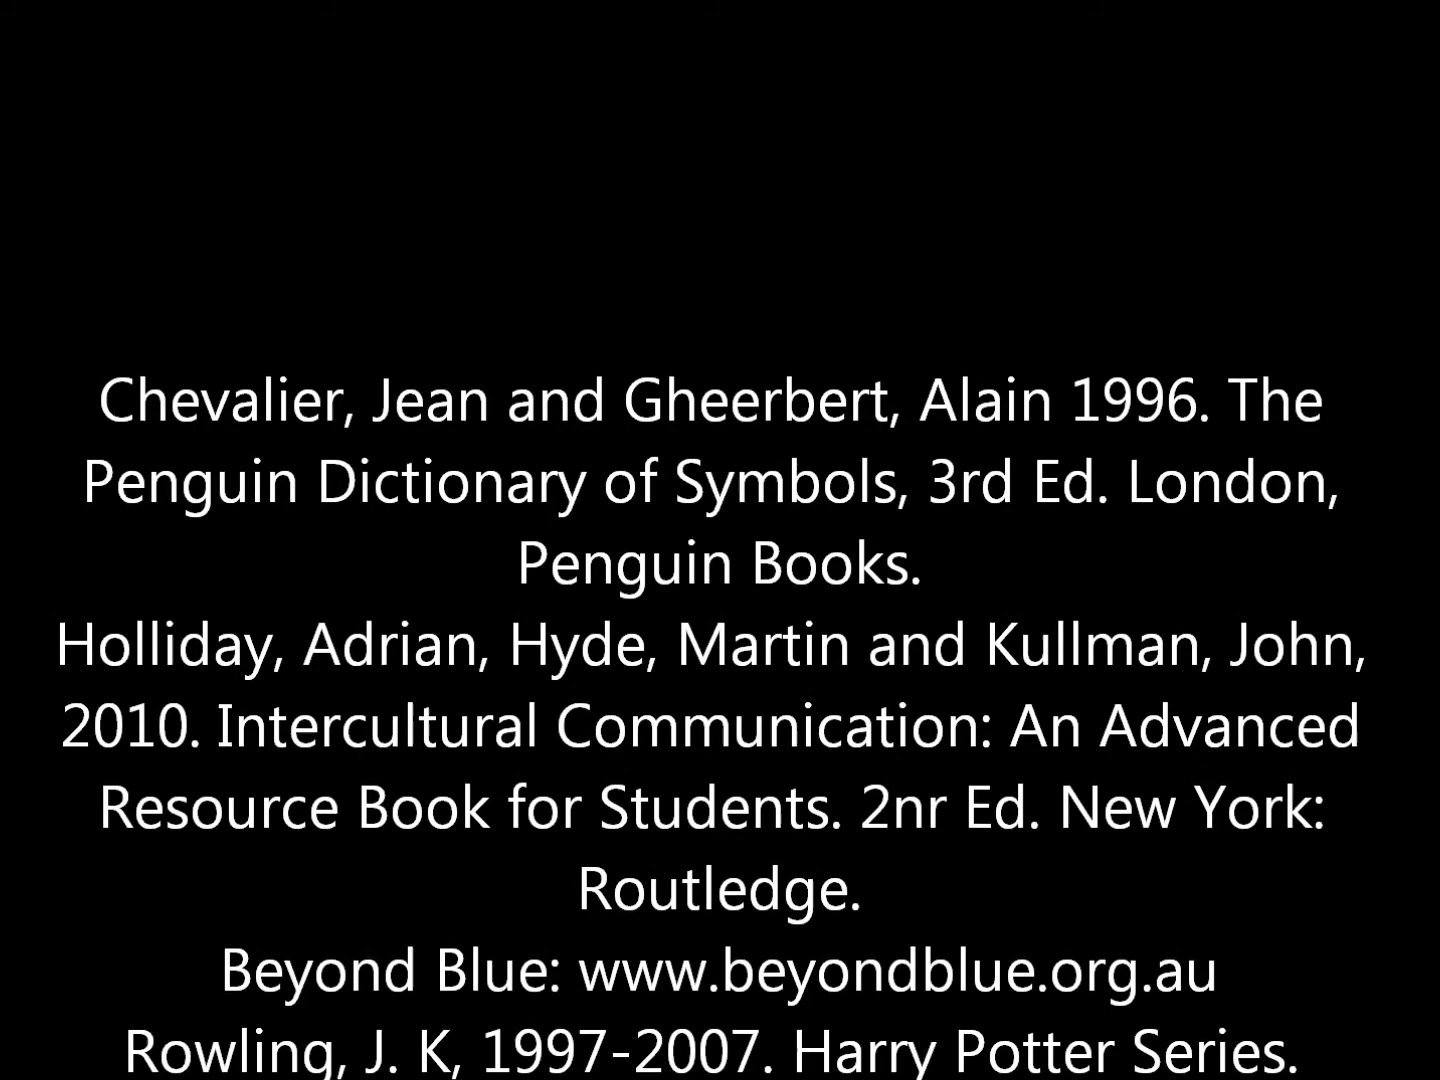 Chevalier, Jean and Gheerbert, Alain 1996. The
Penguin Dictionary of Symbols, 3rd Ed. London,
Penguin Books.
Holliday, Adrian, Hyde, Martin and Kullman, John,
2010. Intercultural Communication: An Advanced
Resource Book for Students. 2nr Ed. New York:
Routledge.
Beyond Blue: www.beyondblue.org.au
Rowling, J. K, 1997-2007. Harry Potter Series.